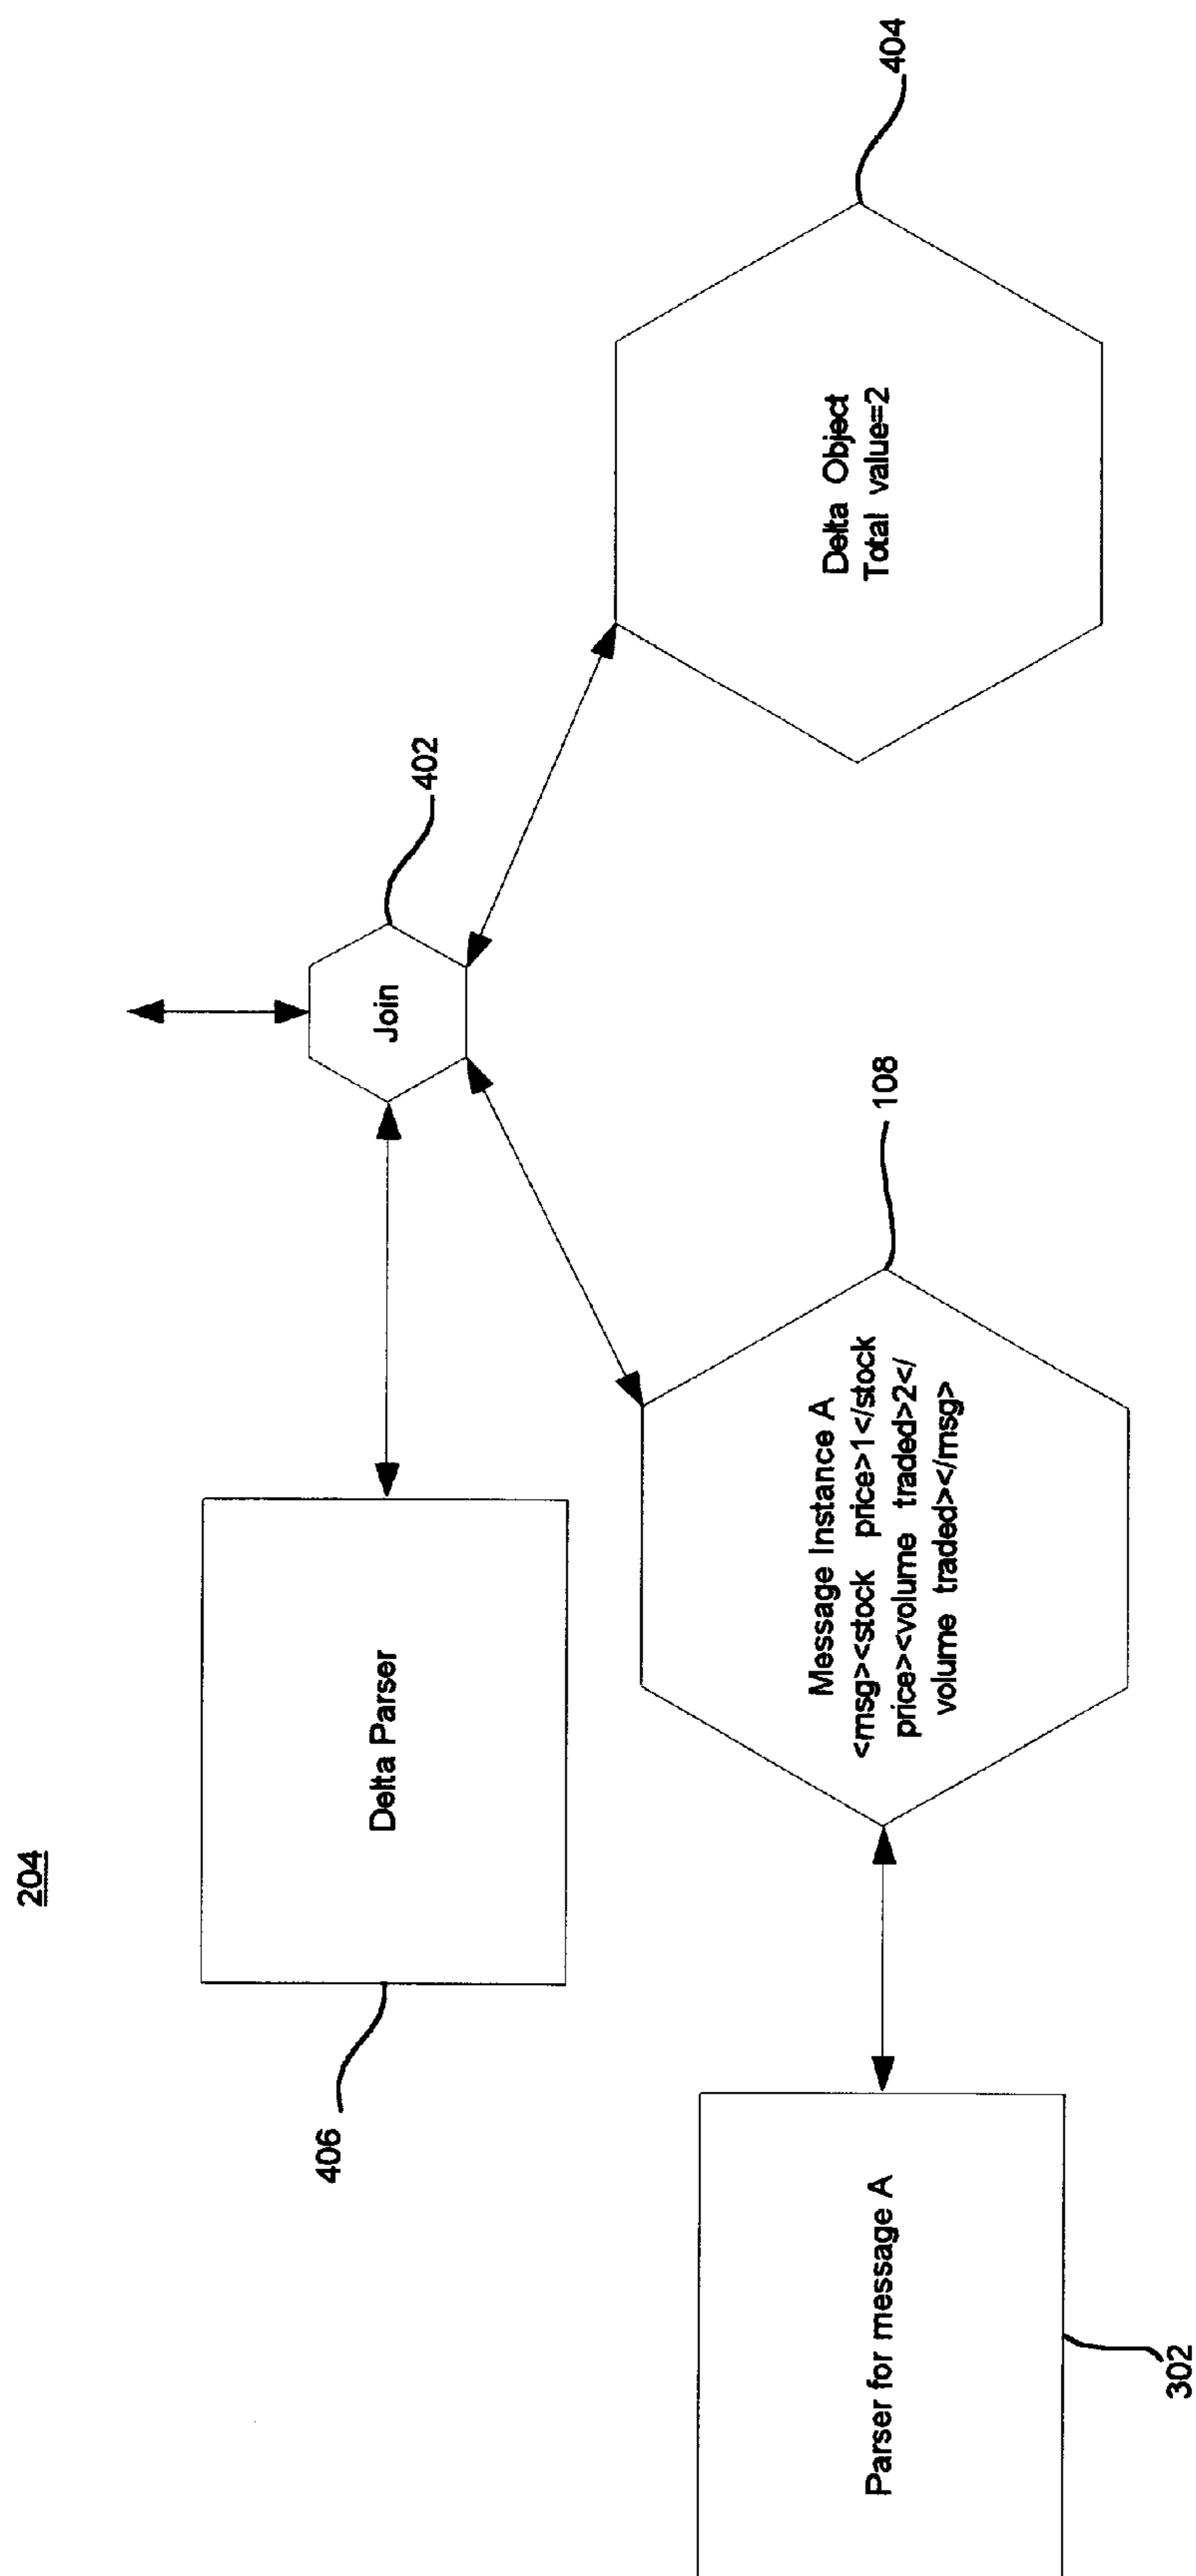 204
406
Delta Parser
Join
402
404
Delta Object
Total value=2
108
Message Instance A
<msg><stock price>1</stock
price><volume traded>2</
volume traded></msg>
Parser for message A
302